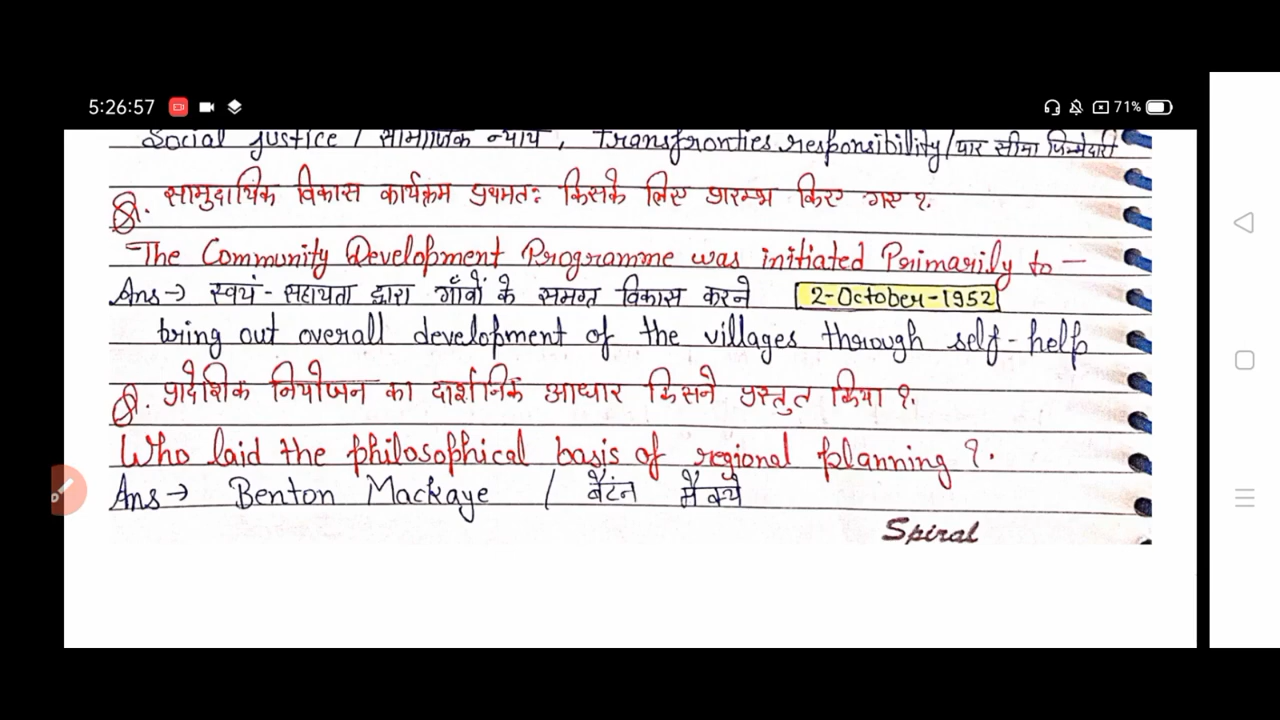 5:26:57 71%
Social justice / सामाजिक न्याय, Transfronties responsibility/पार सीमा जिम्मेदारी
Q. सामुदायिक विकास कार्यक्रम प्रथमतः किसके लिए प्रारम्भ किए गए ?.
The Community Development Programme was initiated Primarily to —
Ans → स्वयं - सहायता द्वारा गाँवों के समग्र विकास करने 2-October-1952
bring out overall development of the villages thorough self-help
Q. प्रादेशिक नियोजन का दार्शनिक आधार किसने प्रस्तुत किया ?.
Who laid the philosophical basis of regional planning ?.
Ans → Benton Mackaye / बेंटन मैक्ये
Spiral